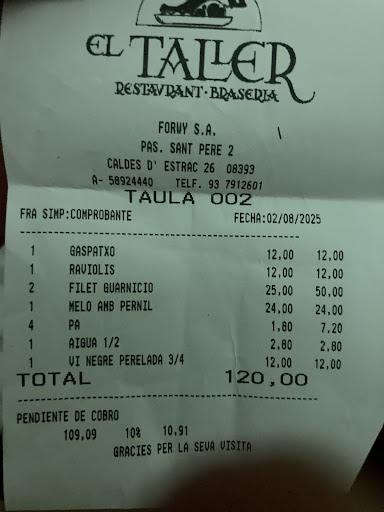 EL TALLER
RESTAVRANT·BRASERIA
FORWY S.A.
PAS. SANT PERE 2
CALDES D' ESTRAC 26 08393
A- 58924440 TELF. 93 7912601
TAULA 002
FRA SIMP:COMPROBANTE FECHA:02/08/2025
1 GASPATXO 12,00 12,00
1 RAVIOLIS 12,00 12,00
2 FILET GUARNICIO 25,00 50,00
1 MELO AMB PERNIL 24,00 24,00
4 PA 1,80 7,20
1 AIGUA 1/2 2,80 2,80
1 VI NEGRE PERELADA 3/4 12,00 12,00
TOTAL 120,00
PENDIENTE DE COBRO
109,09 10% 10,91
GRACIES PER LA SEVA VISITA